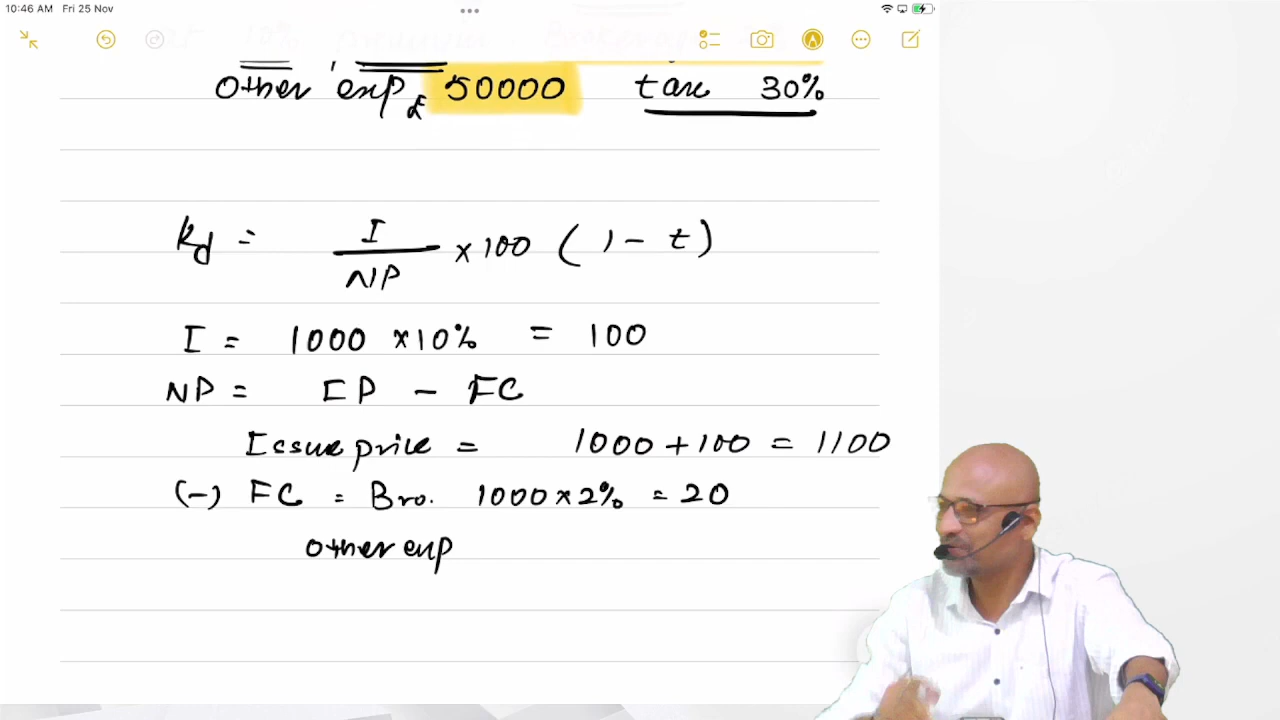 10:46 AM Fri 25 Nov
10%
Other exp 50000 tax 30%
Kd = I / NP × 100 (1 - t)
I = 1000 × 10% = 100
NP = IP - FC
Issue price = 1000 + 100 = 1100
(-) FC = Bro. 1000 × 2% = 20
Other exp